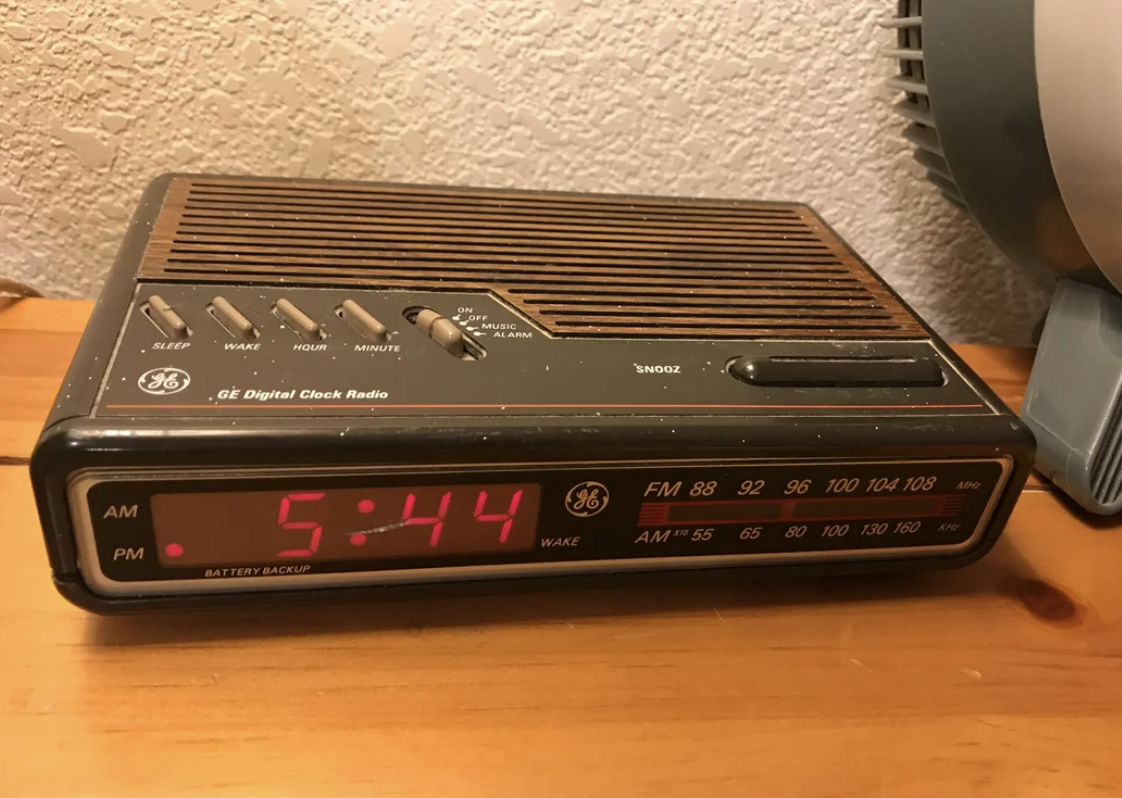 ON
OFF
MUSIC
ALARM
SLEEP WAKE HOUR MINUTE
SNOOZ
GE
GE Digital Clock Radio
AM
PM
5:44
BATTERY BACKUP
WAKE
GE
FM 88 92 96 100 104 108 MHz
AM X10 55 65 80 100 130 160 KHz